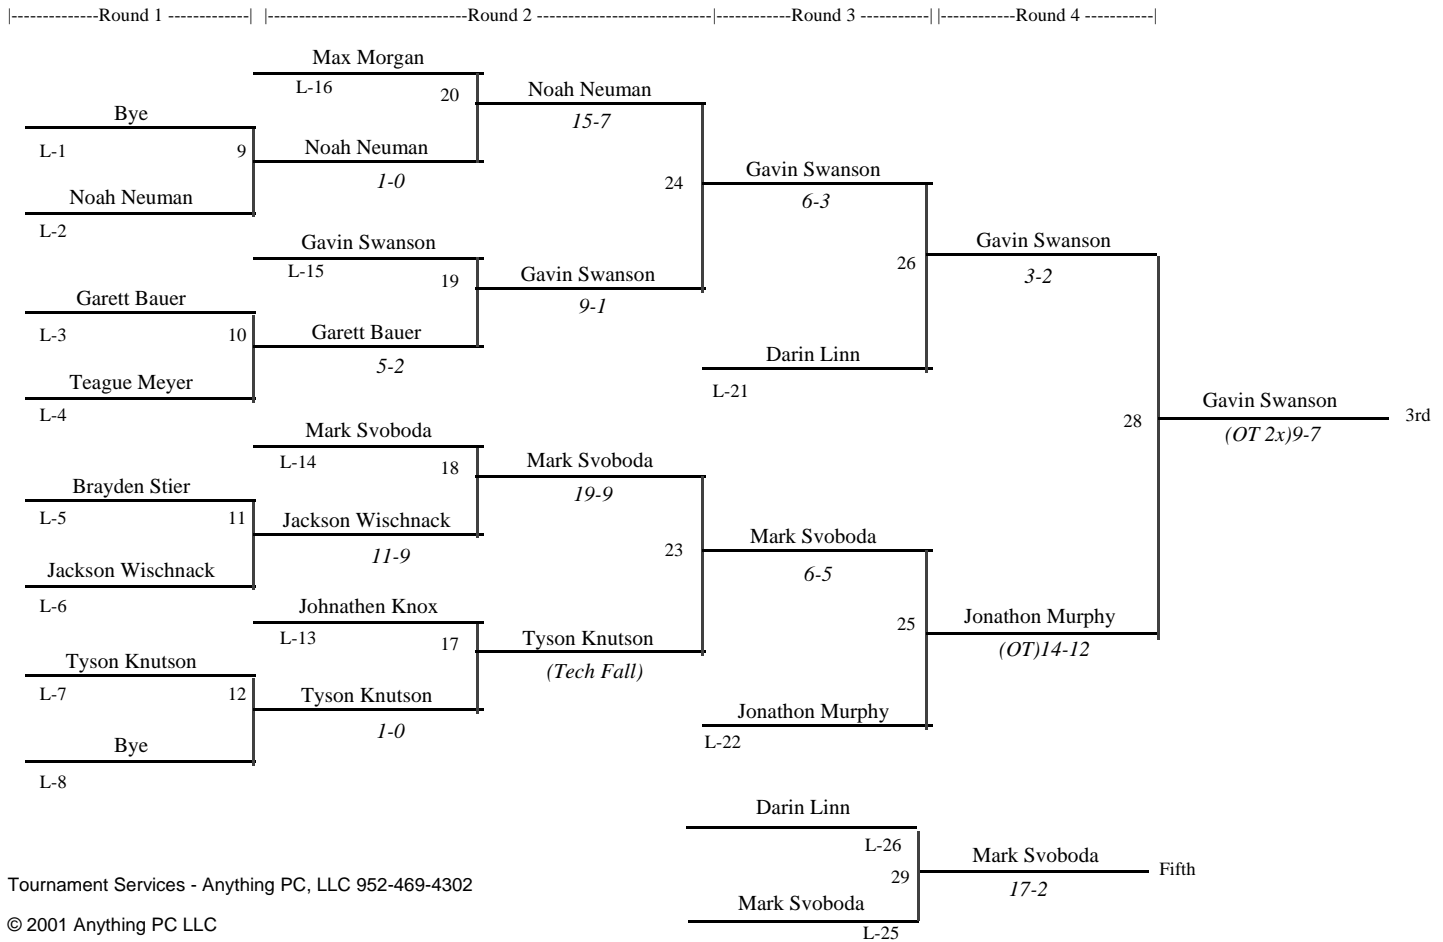 |--------------Round 1 -------------| |--------------------------------Round 2 ----------------------------|------------Round 3 -----------| |------------Round 4 -----------|
Max Morgan
L-16
20
Noah Neuman
15-7
Bye
L-1
9
Noah Neuman
1-0
Noah Neuman
L-2
24
Gavin Swanson
6-3
Gavin Swanson
L-15
19
Gavin Swanson
9-1
Garett Bauer
L-3
10
Garett Bauer
5-2
Teague Meyer
L-4
26
Gavin Swanson
3-2
Darin Linn
L-21
Mark Svoboda
L-14
18
Mark Svoboda
19-9
Brayden Stier
L-5
11
Jackson Wischnack
11-9
Jackson Wischnack
L-6
23
Mark Svoboda
6-5
Johnathen Knox
L-13
17
Tyson Knutson
(Tech Fall)
Tyson Knutson
L-7
12
Tyson Knutson
1-0
Bye
L-8
25
Jonathon Murphy
(OT)14-12
Jonathon Murphy
L-22
28
Gavin Swanson
3rd
(OT 2x)9-7
Darin Linn
L-26
29
Mark Svoboda
Fifth
17-2
Mark Svoboda
L-25
Tournament Services - Anything PC, LLC 952-469-4302
© 2001 Anything PC LLC